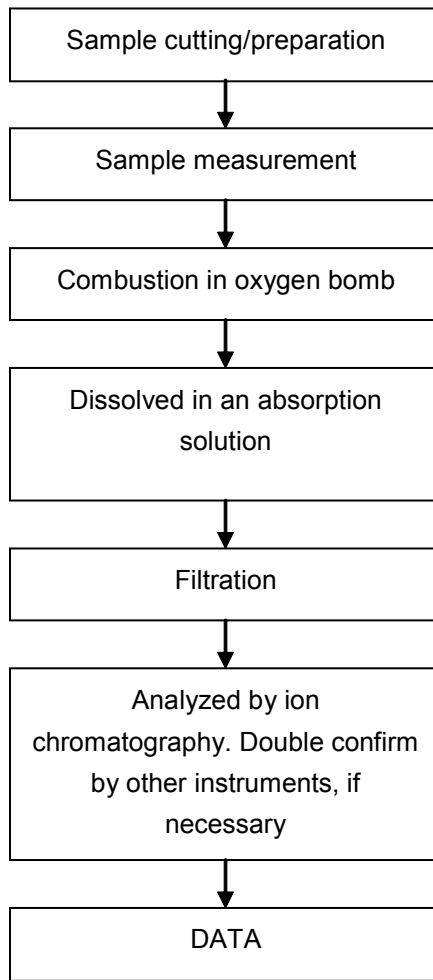 Sample cutting/preparation
Sample measurement
Combustion in oxygen bomb
Dissolved in an absorption
solution
Filtration
Analyzed by ion
chromatography. Double confirm
by other instruments, if
necessary
DATA